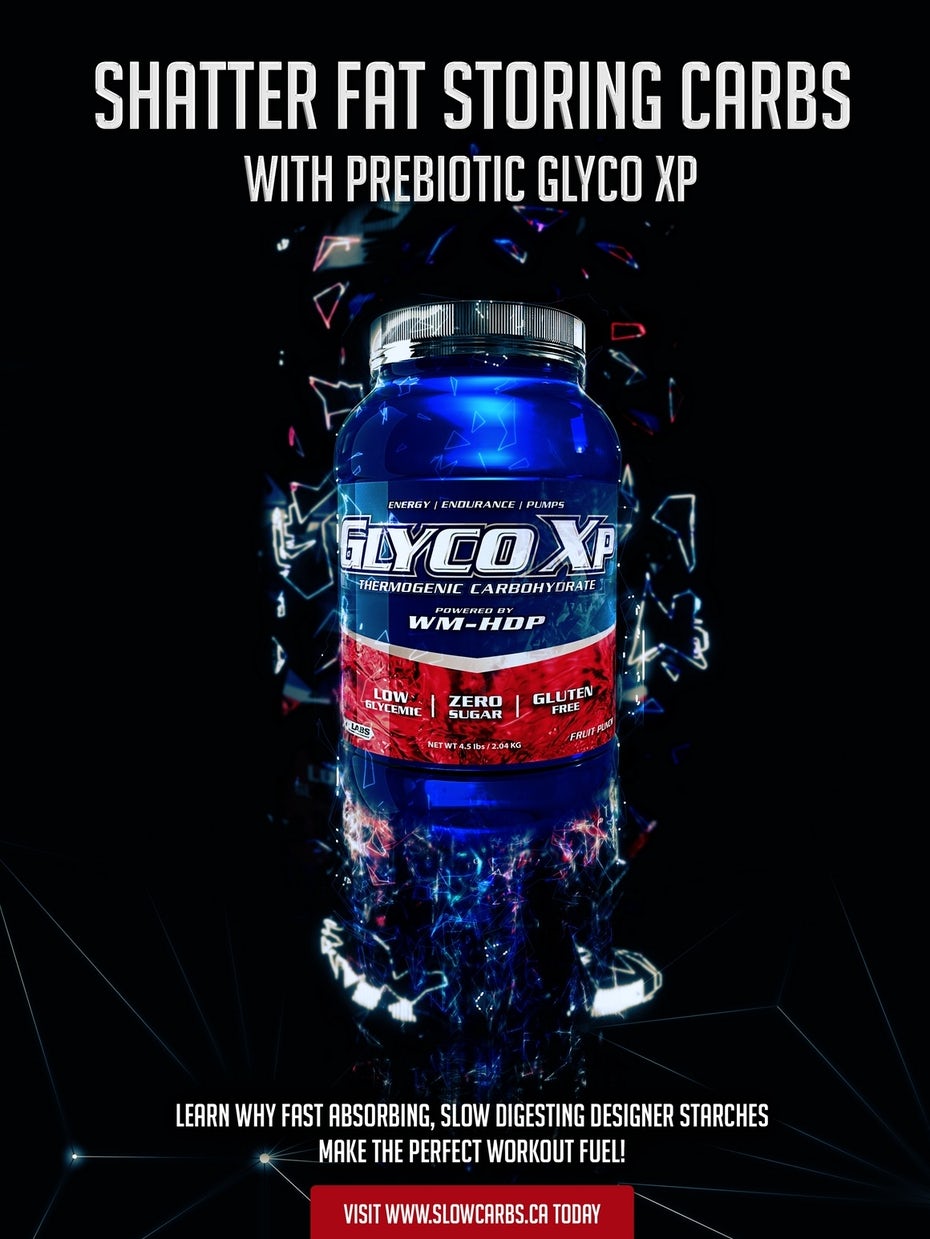 SHATTER FAT STORING CARBS
WITH PREBIOTIC GLYCO XP
ENERGY | ENDURANCE | PUMPS
GLYCO XP
THERMOGENIC CARBOHYDRATE
POWERED BY
WM-HDP
LOW GLYCEMIC | ZERO SUGAR | GLUTEN FREE
LABS
FRUIT PUNCH
NET WT 4.5 lbs / 2.04 KG
LEARN WHY FAST ABSORBING, SLOW DIGESTING DESIGNER STARCHES
MAKE THE PERFECT WORKOUT FUEL!
VISIT WWW.SLOWCARBS.CA TODAY